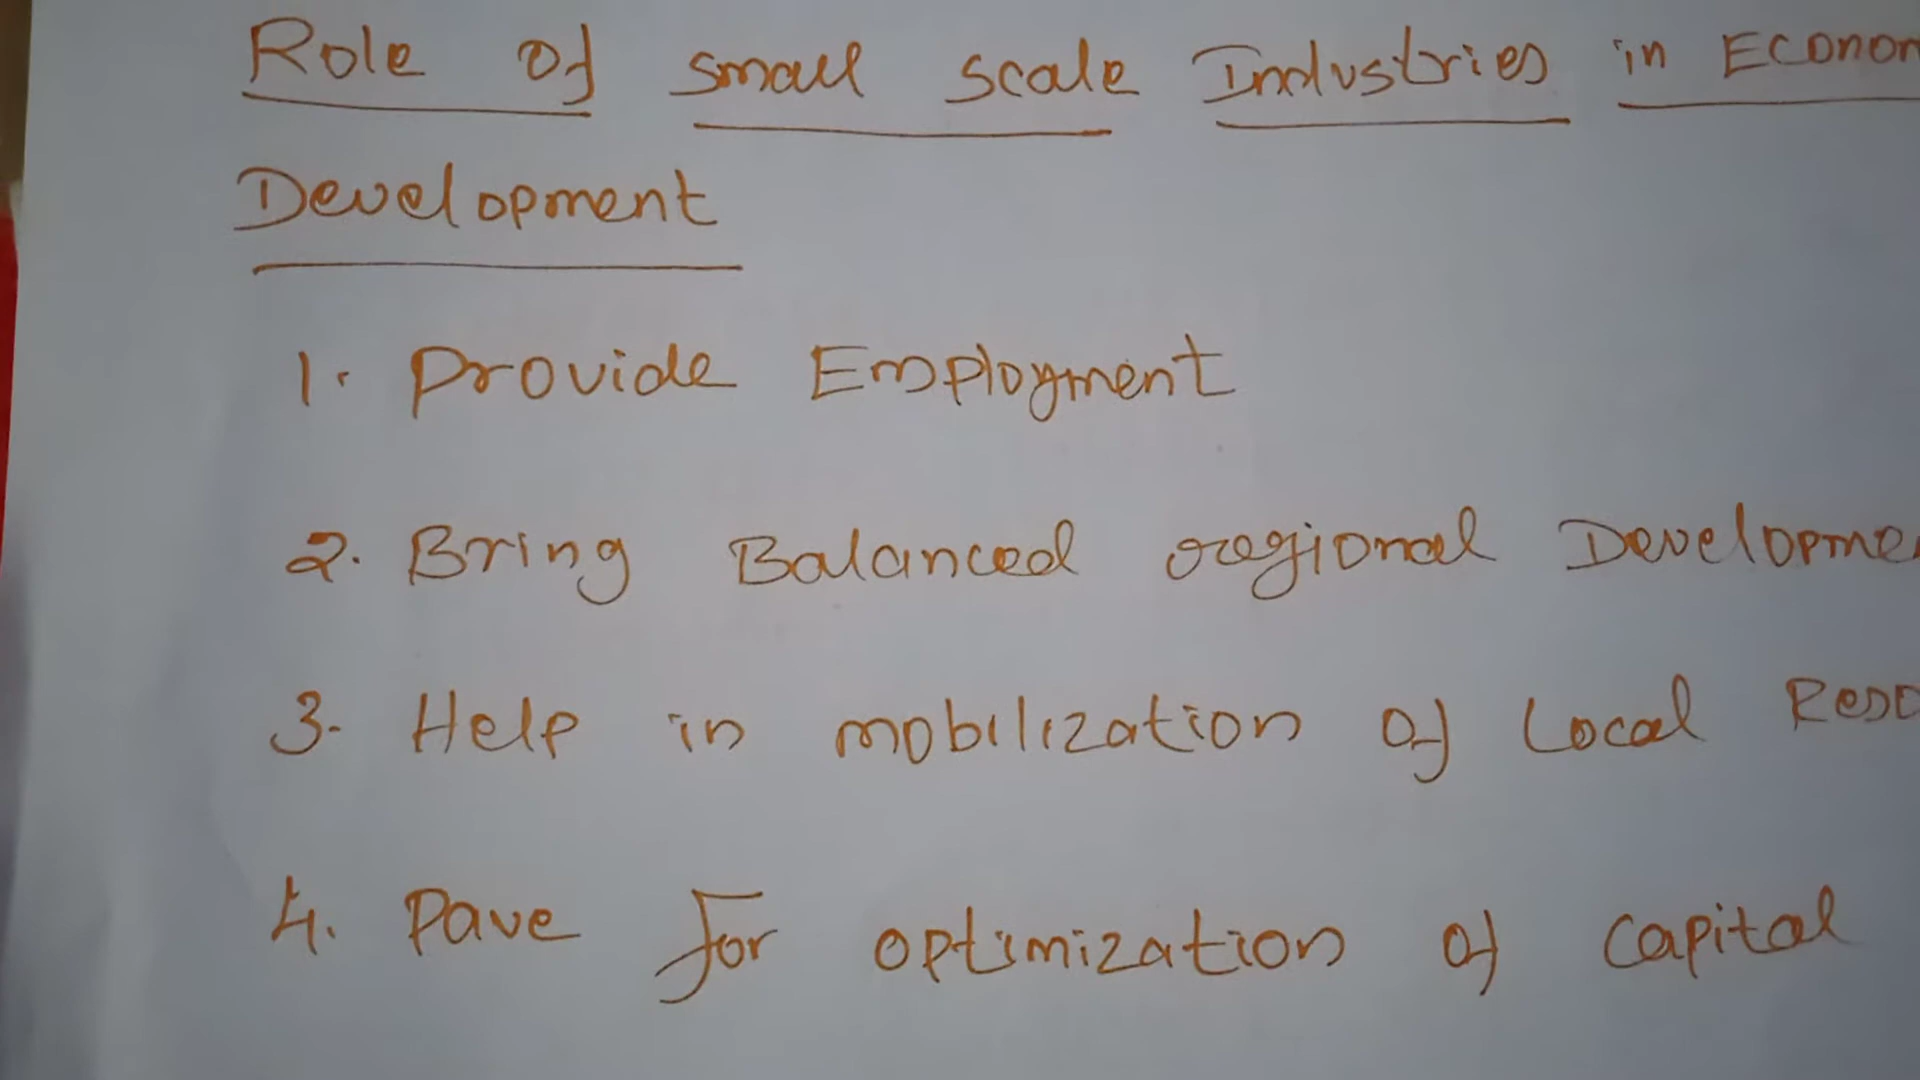 Role of small scale Industries in Econom
Development
1. Provide Employment
2. Bring Balanced regional Developme
3. Help in mobilization of Local Reso
4. Pave for optimization of capital